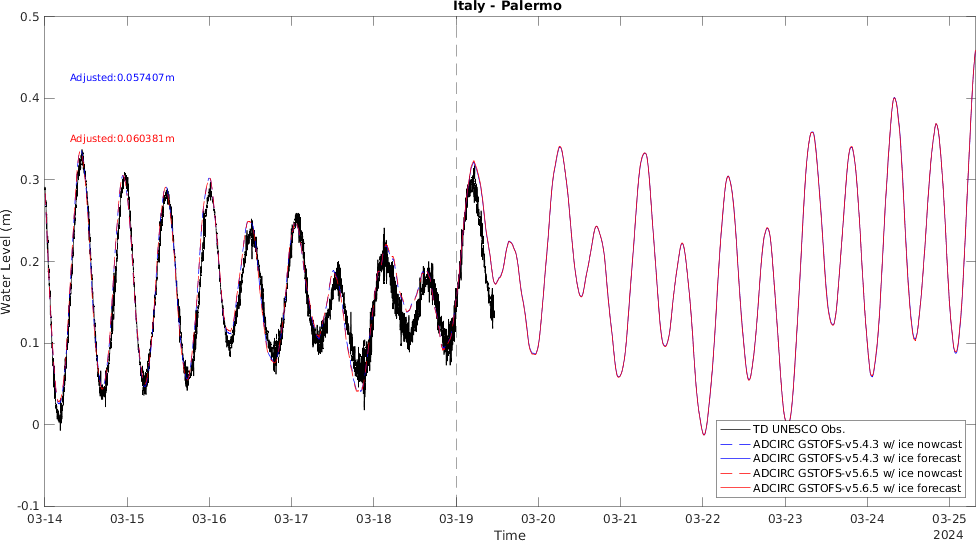 Italy - Palermo
0.5
0.4
0.3
0.2
0.1
0
-0.1
Water Level (m)
Adjusted:0.057407m
Adjusted:0.060381m
TD UNESCO Obs.
ADCIRC GSTOFS-v5.4.3 w/ ice nowcast
ADCIRC GSTOFS-v5.4.3 w/ ice forecast
ADCIRC GSTOFS-v5.6.5 w/ ice nowcast
ADCIRC GSTOFS-v5.6.5 w/ ice forecast
03-14 03-15 03-16 03-17 03-18 03-19 03-20 03-21 03-22 03-23 03-24 03-25
Time
2024